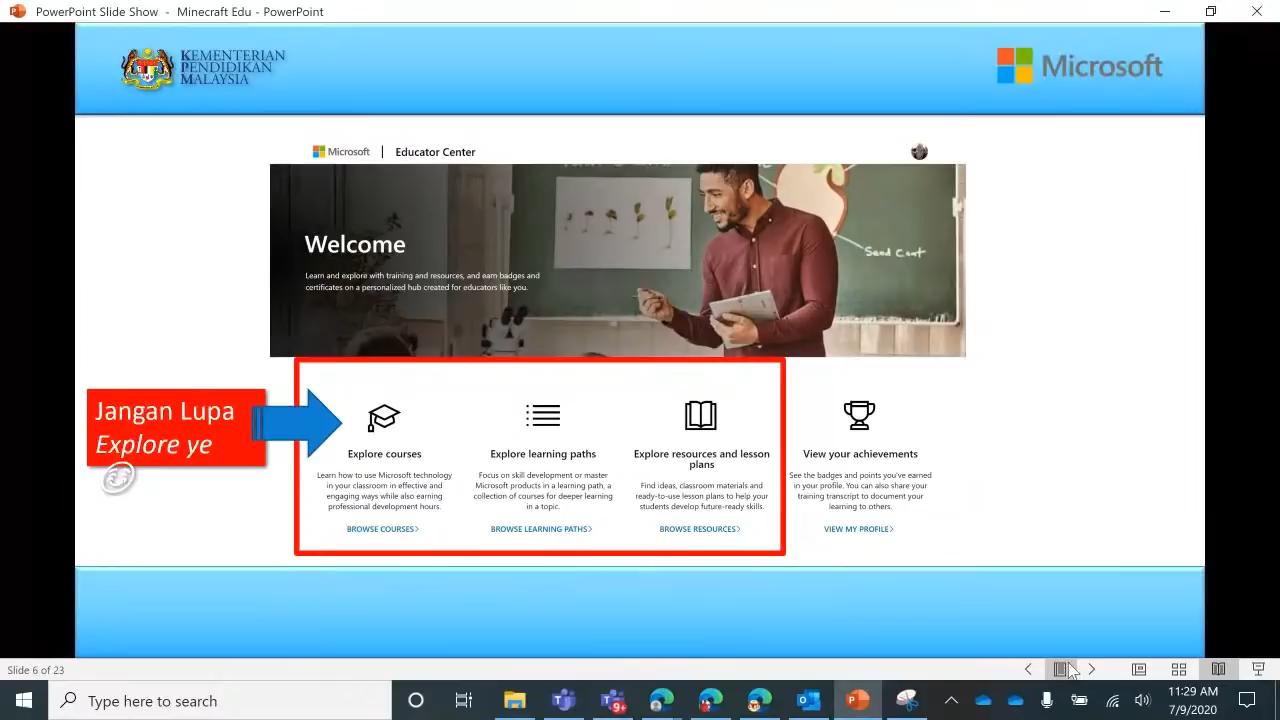 PowerPoint Slide Show - Minecraft Edu - PowerPoint
KEMENTERIAN
PENDIDIKAN
MALAYSIA
Microsoft
Microsoft | Educator Center
Seed Coat
Welcome
Learn and explore with training and resources, and earn badges and
certificates on a personalized hub created for educators like you.
Jangan Lupa
Explore ye
Explore courses
Learn how to use Microsoft technology
in your classroom in effective and
engaging ways while also earning
professional development hours.
BROWSE COURSES>
Explore learning paths
Focus on skill development or master
Microsoft products in a learning path, a
collection of courses for deeper learning
in a topic.
BROWSE LEARNING PATHS>
Explore resources and lesson
plans
Find ideas, classroom materials and
ready-to-use lesson plans to help your
students develop future-ready skills.
BROWSE RESOURCES>
View your achievements
See the badges and points you've earned
in your profile. You can also share your
training transcript to document your
learning to others.
VIEW MY PROFILE>
Slide 6 of 23
Type here to search
9+
11:29 AM
7/9/2020